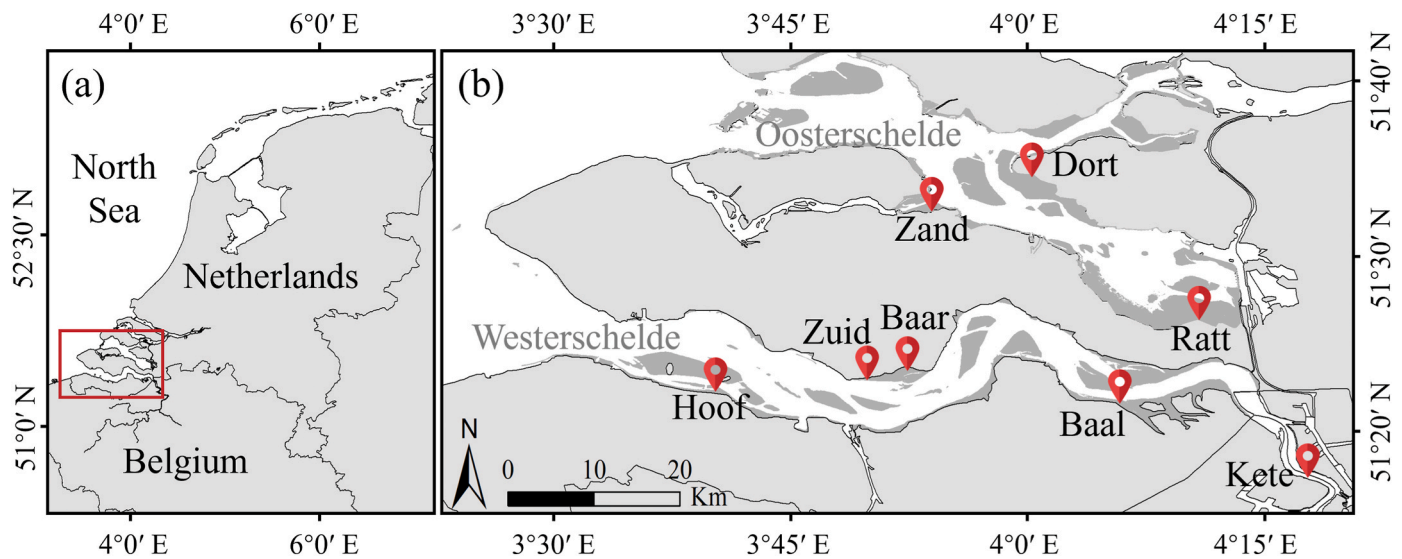 4°0′ E 6°0′ E
3°30′ E 3°45′ E 4°0′ E 4°15′ E
(a)
North
Sea
Netherlands
Belgium
52°30′ N
51°0′ N
4°0′ E 6°0′ E
(b)
Oosterschelde
Dort
Zand
Westerschelde
Zuid
Baar
Ratt
Hoof
Baal
Kete
N
0 10 20
Km
51°40′ N
51°30′ N
51°20′ N
3°30′ E 3°45′ E 4°0′ E 4°15′ E